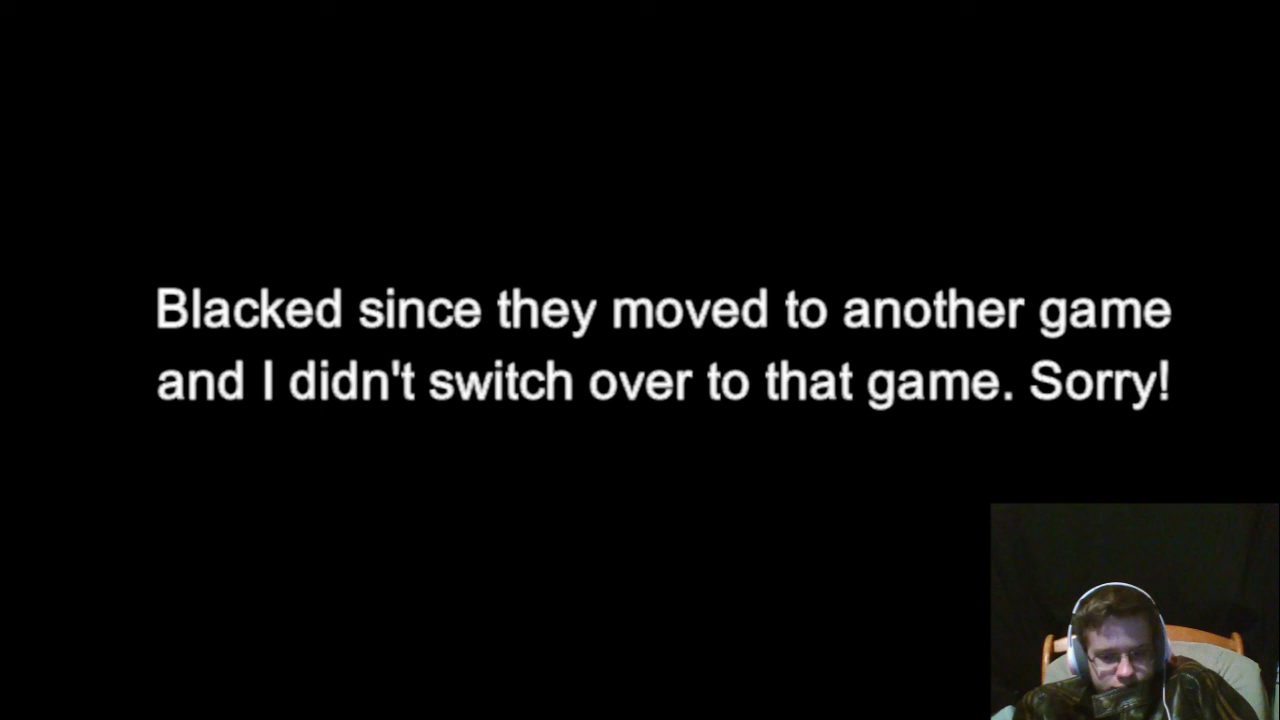 Blacked since they moved to another game
and I didn't switch over to that game. Sorry!